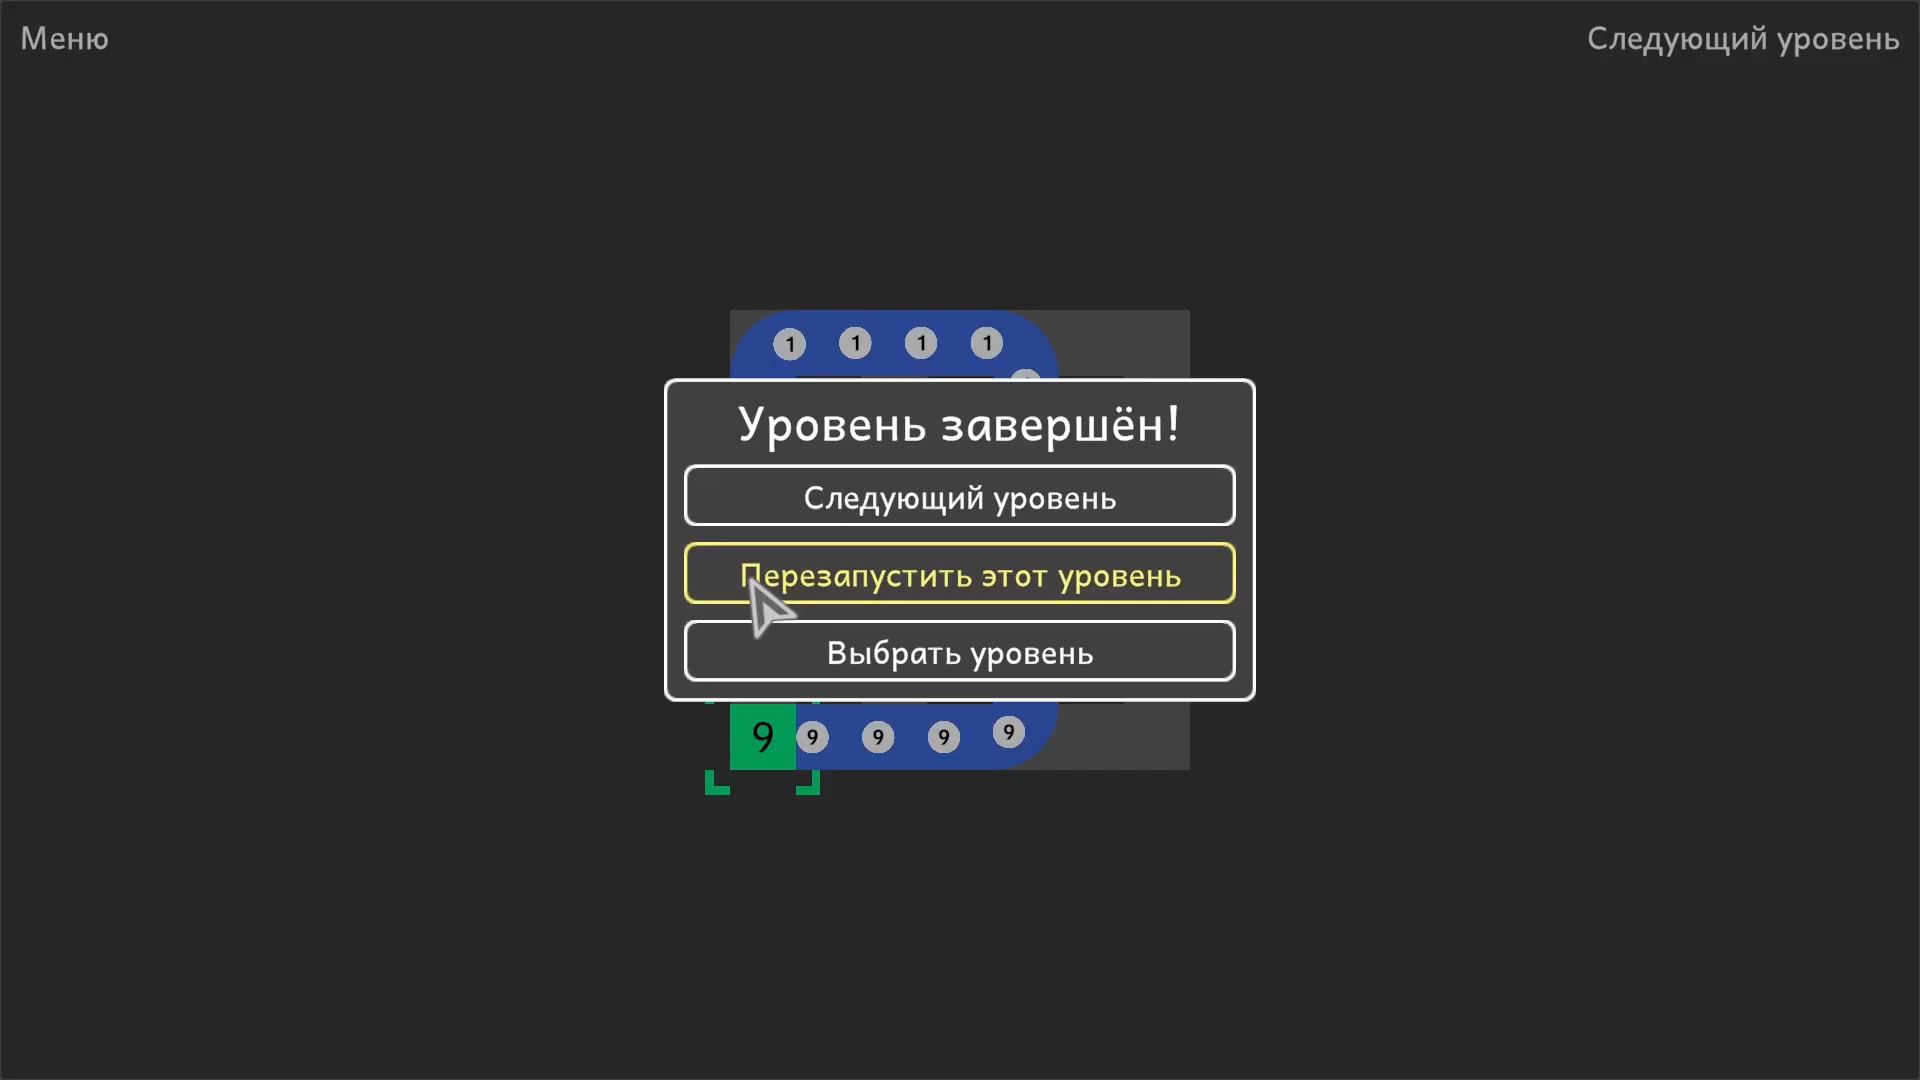 Меню
Следующий уровень
1 1 1 1
Уровень завершён!
Следующий уровень
Перезапустить этот уровень
Выбрать уровень
9 9 9 9 9